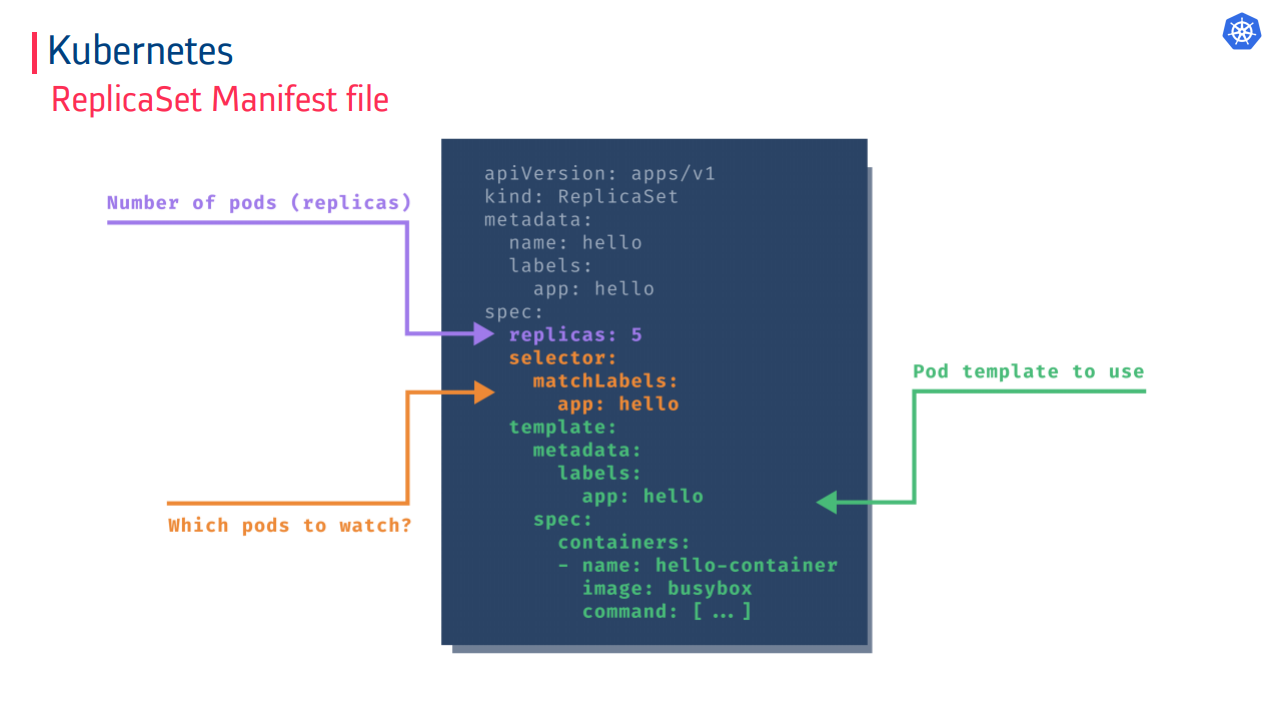 Kubernetes
ReplicaSet Manifest file
Number of pods (replicas)
apiVersion: apps/v1
kind: ReplicaSet
metadata:
  name: hello
  labels:
    app: hello
spec:
  replicas: 5
  selector:
    matchLabels:
      app: hello
  template:
    metadata:
      labels:
        app: hello
    spec:
      containers:
      - name: hello-container
        image: busybox
        command: [ ... ]
Which pods to watch?
Pod template to use